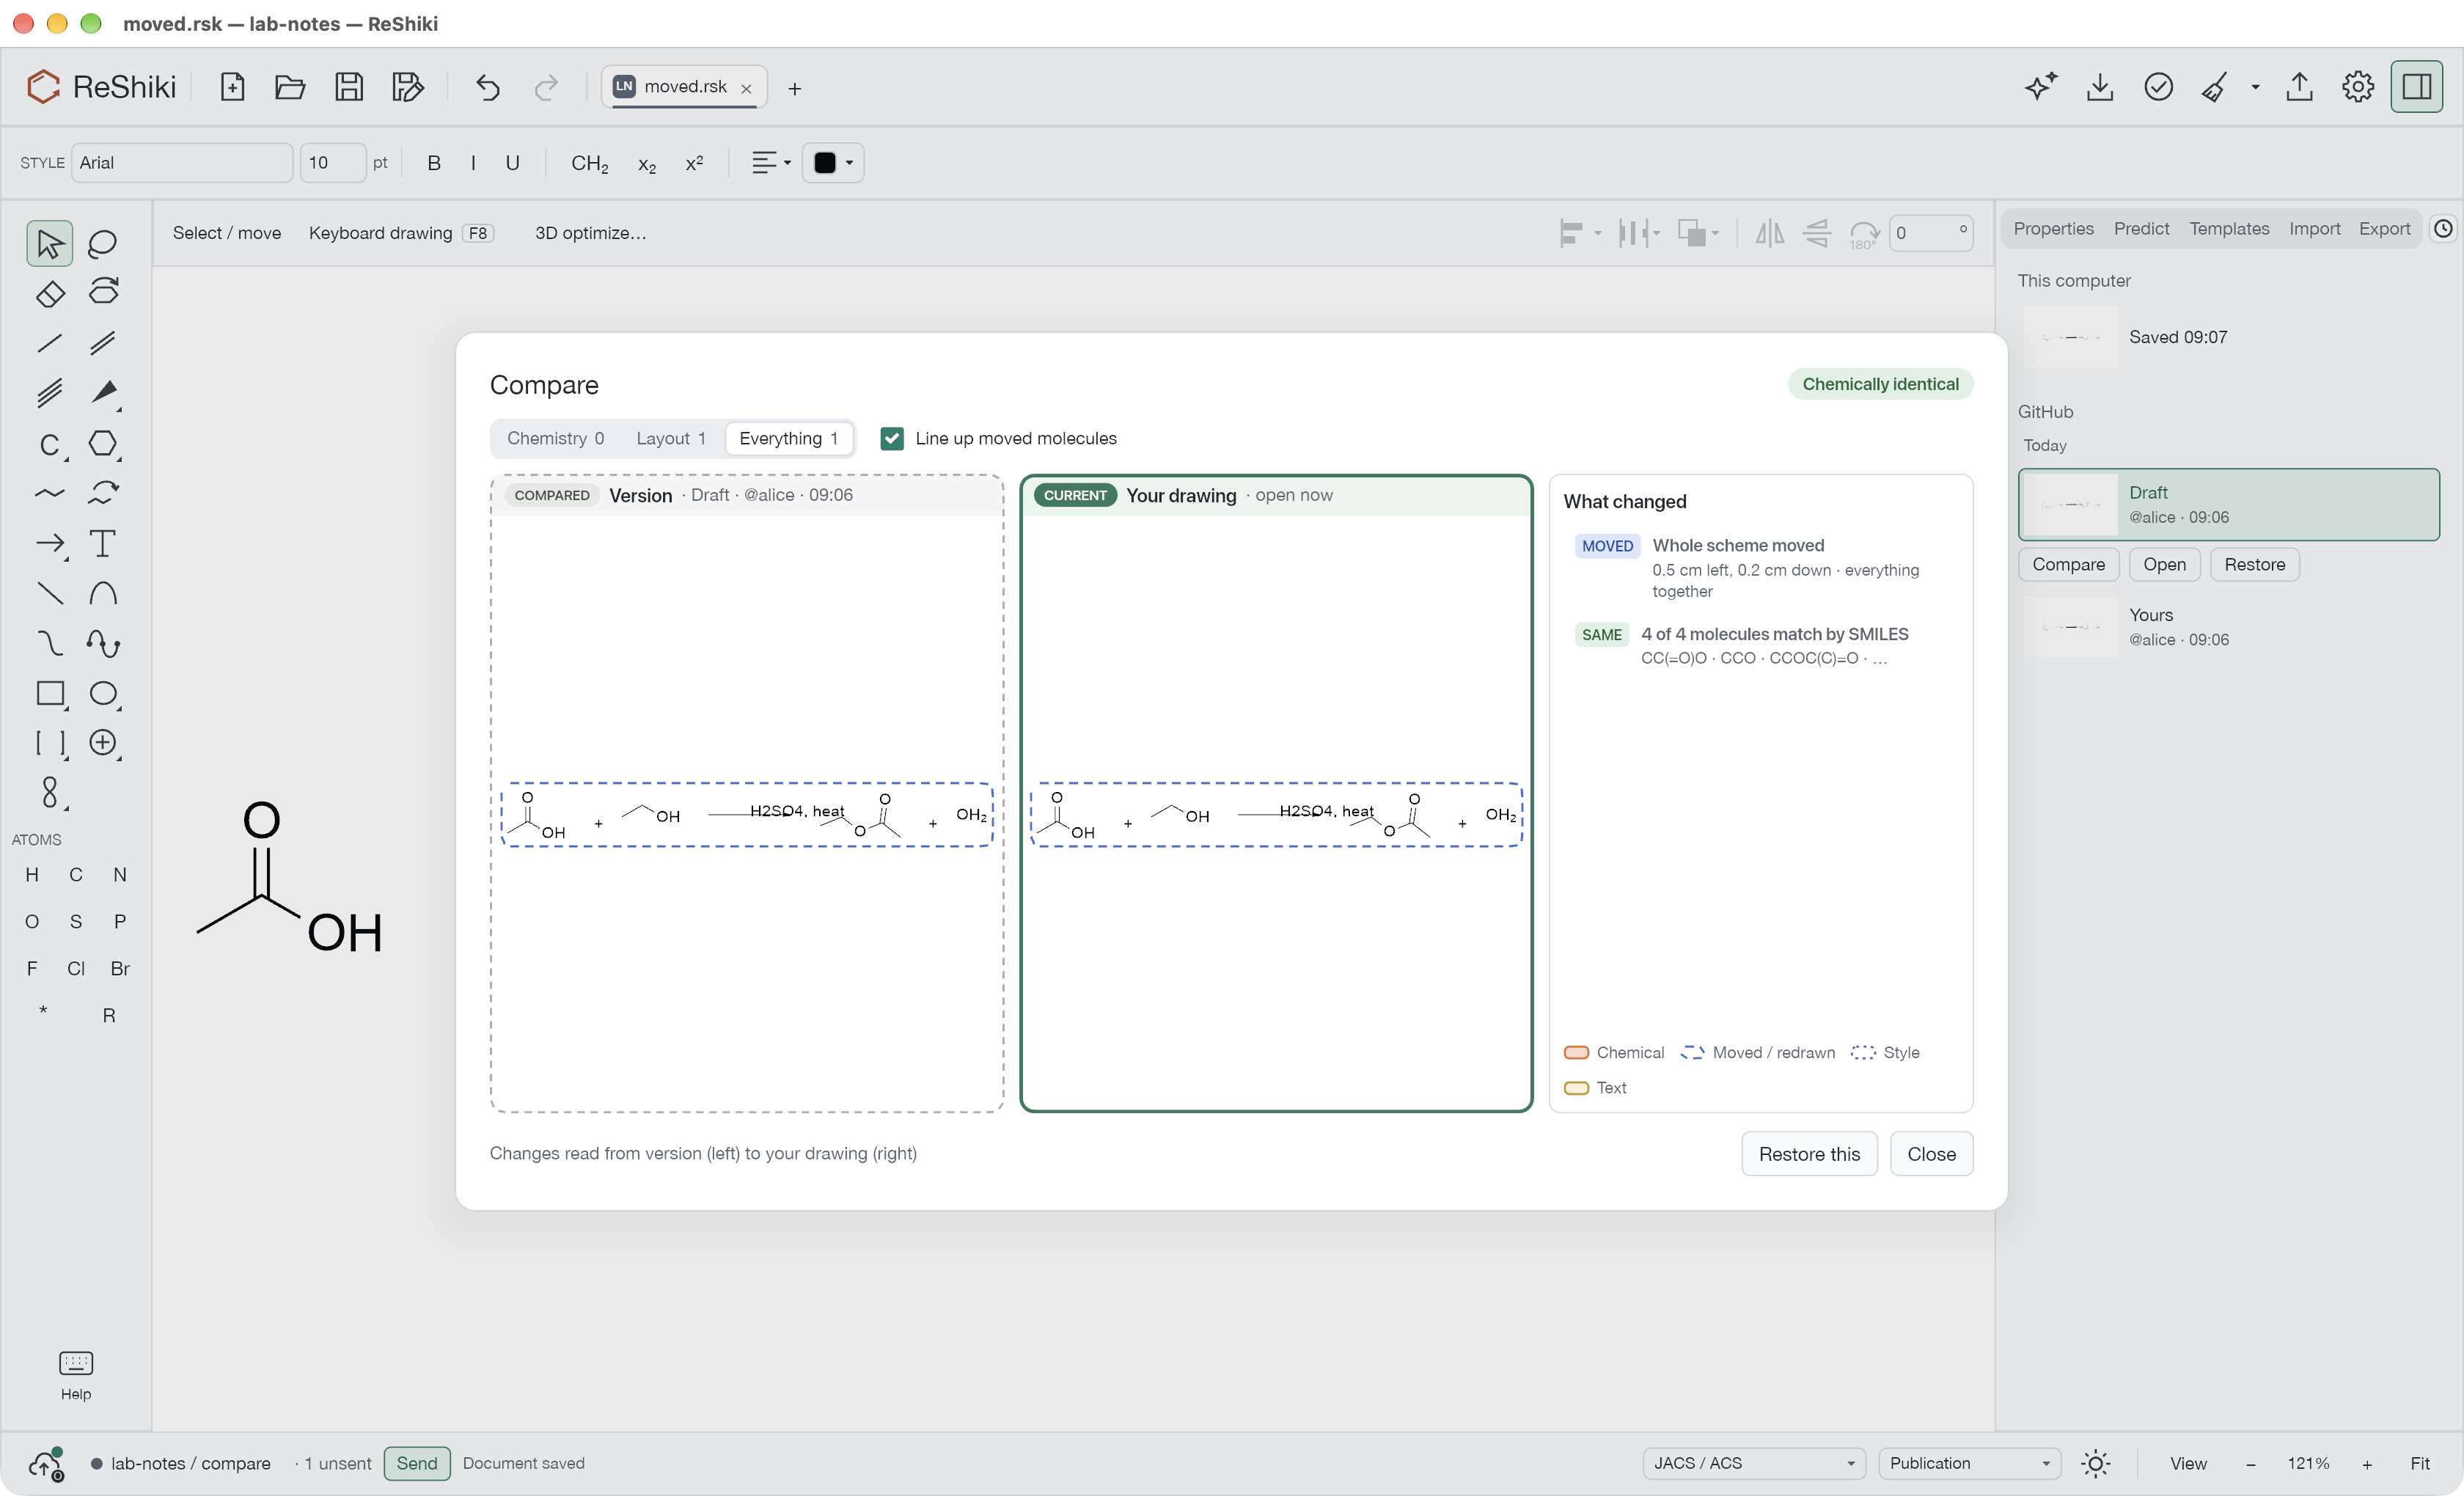 moved.rsk — lab-notes — ReShiki
ReShiki
LN moved.rsk × +
STYLE Arial 10 pt B I U CH₂ x₂ x²
Select / move Keyboard drawing F8 3D optimize…
180° 0 °
Properties Predict Templates Import Export
This computer
Saved 09:07
GitHub
Today
Draft
@alice · 09:06
Compare Open Restore
Yours
@alice · 09:06
C
T
ATOMS
H C N
O S P
F Cl Br
* R
Help
O
OH
Compare
Chemically identical
Chemistry 0 Layout 1 Everything 1 Line up moved molecules
COMPARED Version · Draft · @alice · 09:06
O
OH + OH H2SO4, heat O O + OH₂
CURRENT Your drawing · open now
O
OH + OH H2SO4, heat O O + OH₂
What changed
MOVED Whole scheme moved
0.5 cm left, 0.2 cm down · everything
together
SAME 4 of 4 molecules match by SMILES
CC(=O)O · CCO · CCOC(C)=O · …
Chemical Moved / redrawn Style
Text
Changes read from version (left) to your drawing (right)
Restore this Close
lab-notes / compare · 1 unsent Send Document saved
JACS / ACS Publication View − 121% + Fit